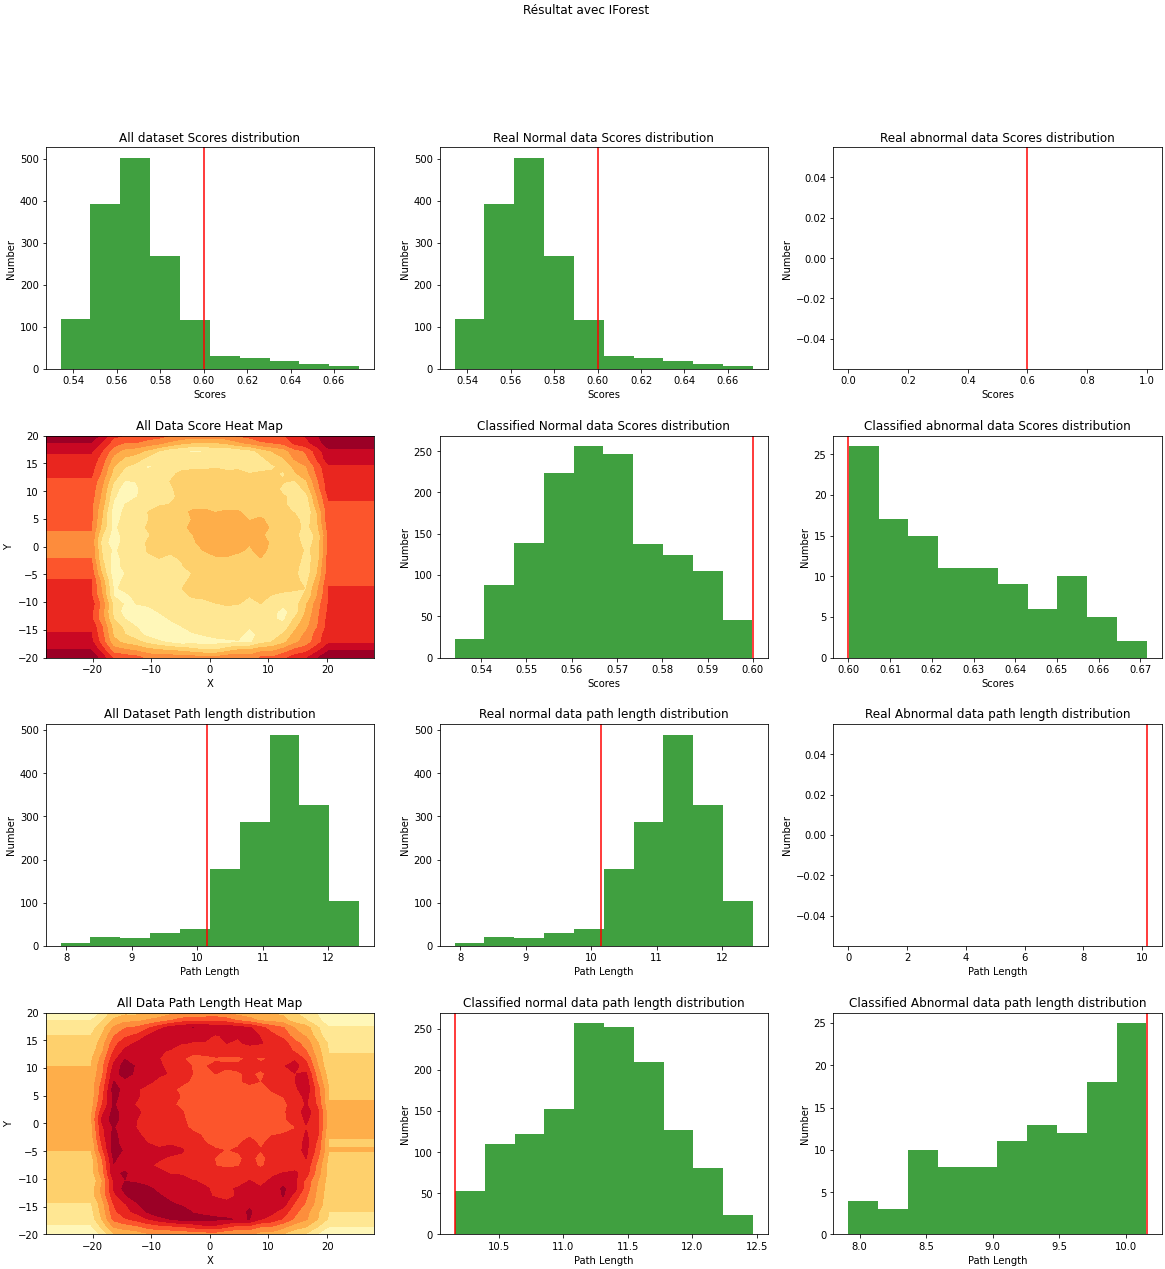 Résultat avec IForest
All dataset Scores distribution
Real Normal data Scores distribution
Real abnormal data Scores distribution
Number
500
400
300
200
100
0
0.54 0.56 0.58 0.60 0.62 0.64 0.66
Scores
Number
500
400
300
200
100
0
0.54 0.56 0.58 0.60 0.62 0.64 0.66
Scores
Number
0.04
0.02
0.00
−0.02
−0.04
0.0 0.2 0.4 0.6 0.8 1.0
Scores
All Data Score Heat Map
Classified Normal data Scores distribution
Classified abnormal data Scores distribution
Y
20
15
10
5
0
−5
−10
−15
−20
−20 −10 0 10 20
X
Number
250
200
150
100
50
0
0.54 0.55 0.56 0.57 0.58 0.59 0.60
Scores
Number
25
20
15
10
5
0
0.60 0.61 0.62 0.63 0.64 0.65 0.66 0.67
Scores
All Dataset Path length distribution
Real normal data path length distribution
Real Abnormal data path length distribution
Number
500
400
300
200
100
0
8 9 10 11 12
Path Length
Number
500
400
300
200
100
0
8 9 10 11 12
Path Length
Number
0.04
0.02
0.00
−0.02
−0.04
0 2 4 6 8 10
Path Length
All Data Path Length Heat Map
Classified normal data path length distribution
Classified Abnormal data path length distribution
Y
20
15
10
5
0
−5
−10
−15
−20
−20 −10 0 10 20
X
Number
250
200
150
100
50
0
10.5 11.0 11.5 12.0 12.5
Path Length
Number
25
20
15
10
5
0
8.0 8.5 9.0 9.5 10.0
Path Length